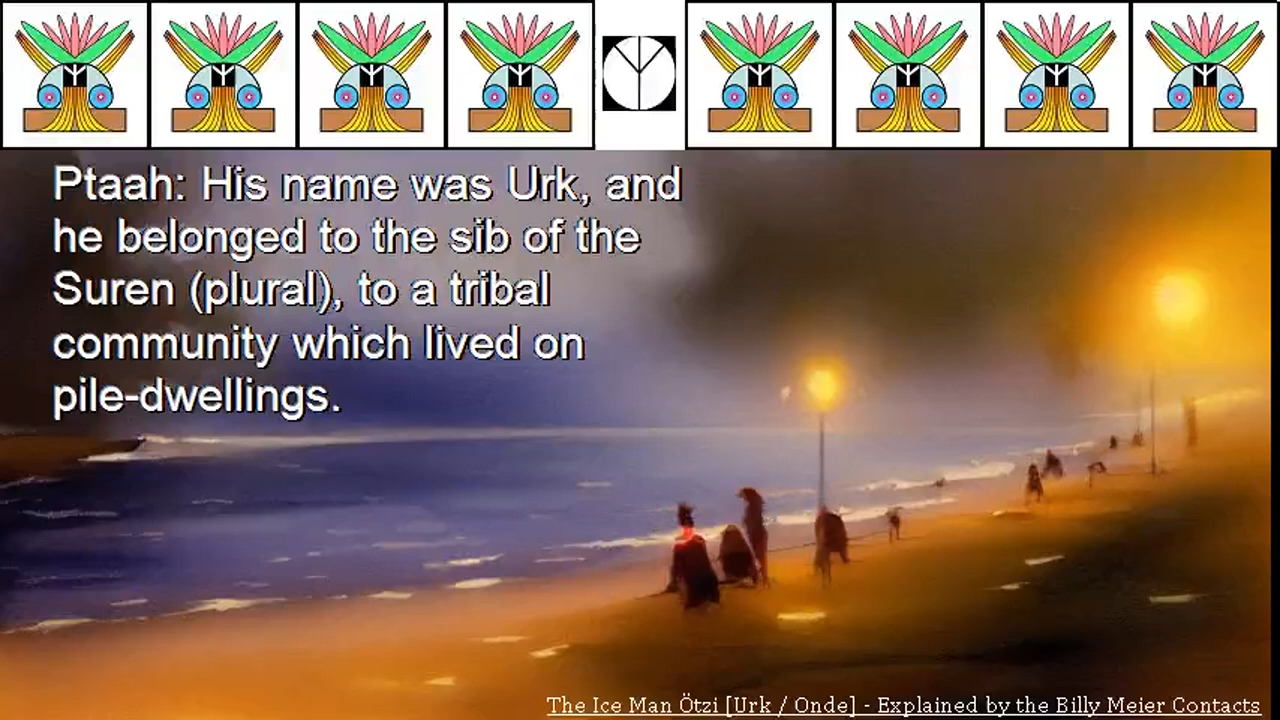 Ptaah: His name was Urk, and
he belonged to the sib of the
Suren (plural), to a tribal
community which lived on
pile-dwellings.
The Ice Man Ötzi [Urk / Onde] - Explained by the Billy Meier Contacts